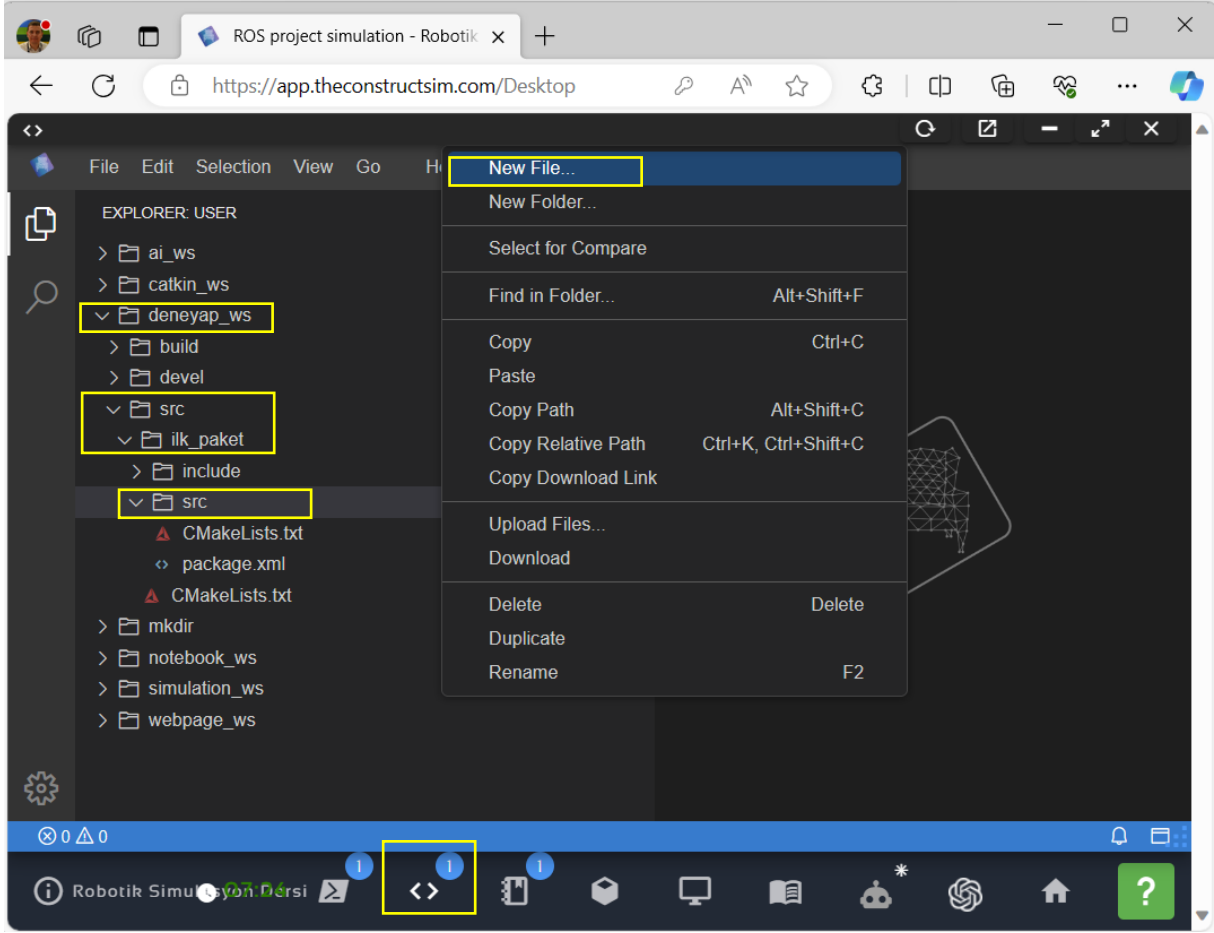 ROS project simulation - Robotik
https://app.theconstructsim.com/Desktop
File Edit Selection View Go
EXPLORER: USER
ai_ws
catkin_ws
deneyap_ws
build
devel
src
ilk_paket
include
src
CMakeLists.txt
package.xml
CMakeLists.txt
mkdir
notebook_ws
simulation_ws
webpage_ws
New File...
New Folder...
Select for Compare
Find in Folder... Alt+Shift+F
Copy Ctrl+C
Paste
Copy Path Alt+Shift+C
Copy Relative Path Ctrl+K, Ctrl+Shift+C
Copy Download Link
Upload Files...
Download
Delete Delete
Duplicate
Rename F2
0 0
1 1 1
Robotik Simulasyon Dersi
?